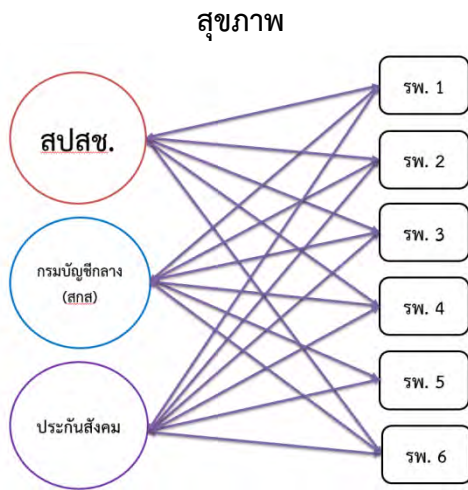 สุขภาพ
สปสช.
กรมบัญชีกลาง
(สกส)
ประกันสังคม
รพ. 1
รพ. 2
รพ. 3
รพ. 4
รพ. 5
รพ. 6